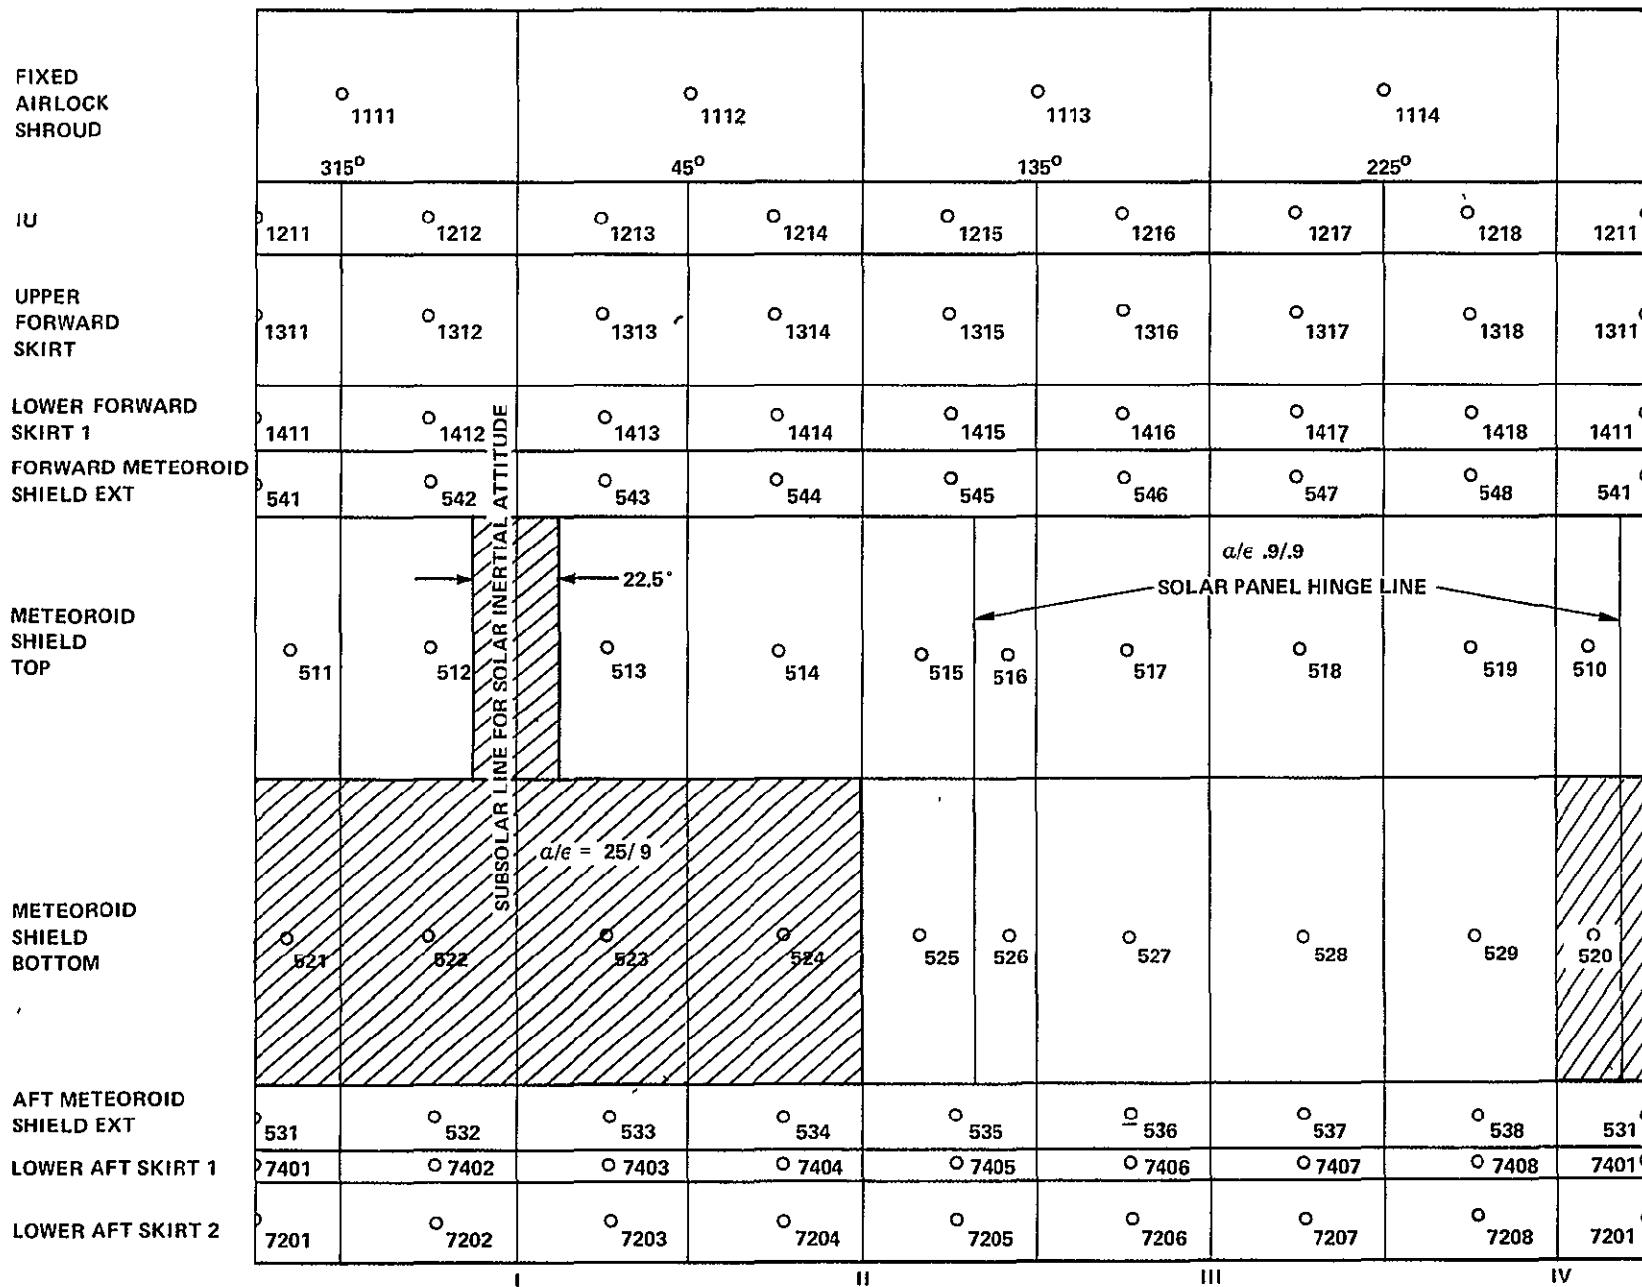 FIXED
AIRLOCK
SHROUD
1111 1112 1113 1114
315° 45° 135° 225°
IU
1211 1212 1213 1214 1215 1216 1217 1218 1211
UPPER
FORWARD
SKIRT
1311 1312 1313 1314 1315 1316 1317 1318 1311
LOWER FORWARD
SKIRT 1
1411 1412 1413 1414 1415 1416 1417 1418 1411
FORWARD METEOROID
SHIELD EXT
541 542 543 544 545 546 547 548 541
SUBSOLAR LINE FOR SOLAR INERTIAL ATTITUDE
22.5°
a/ϵ .9/.9
SOLAR PANEL HINGE LINE
METEOROID
SHIELD
TOP
511 512 513 514 515 516 517 518 519 510
a/ϵ = 25/ 9
METEOROID
SHIELD
BOTTOM
521 522 523 524 525 526 527 528 529 520
AFT METEOROID
SHIELD EXT
531 532 533 534 535 536 537 538 531
LOWER AFT SKIRT 1
7401 7402 7403 7404 7405 7406 7407 7408 7401
LOWER AFT SKIRT 2
7201 7202 7203 7204 7205 7206 7207 7208 7201
I II III IV